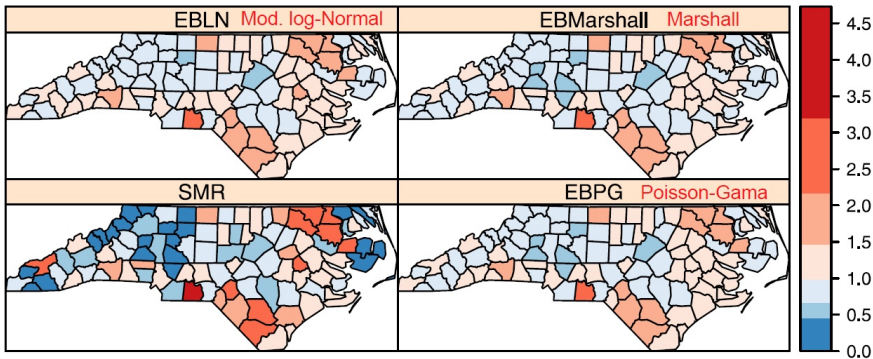 EBLN Mod. log-Normal
EBMarshall Marshall
SMR
EBPG Poisson-Gama
4.5
4.0
3.5
3.0
2.5
2.0
1.5
1.0
0.5
0.0